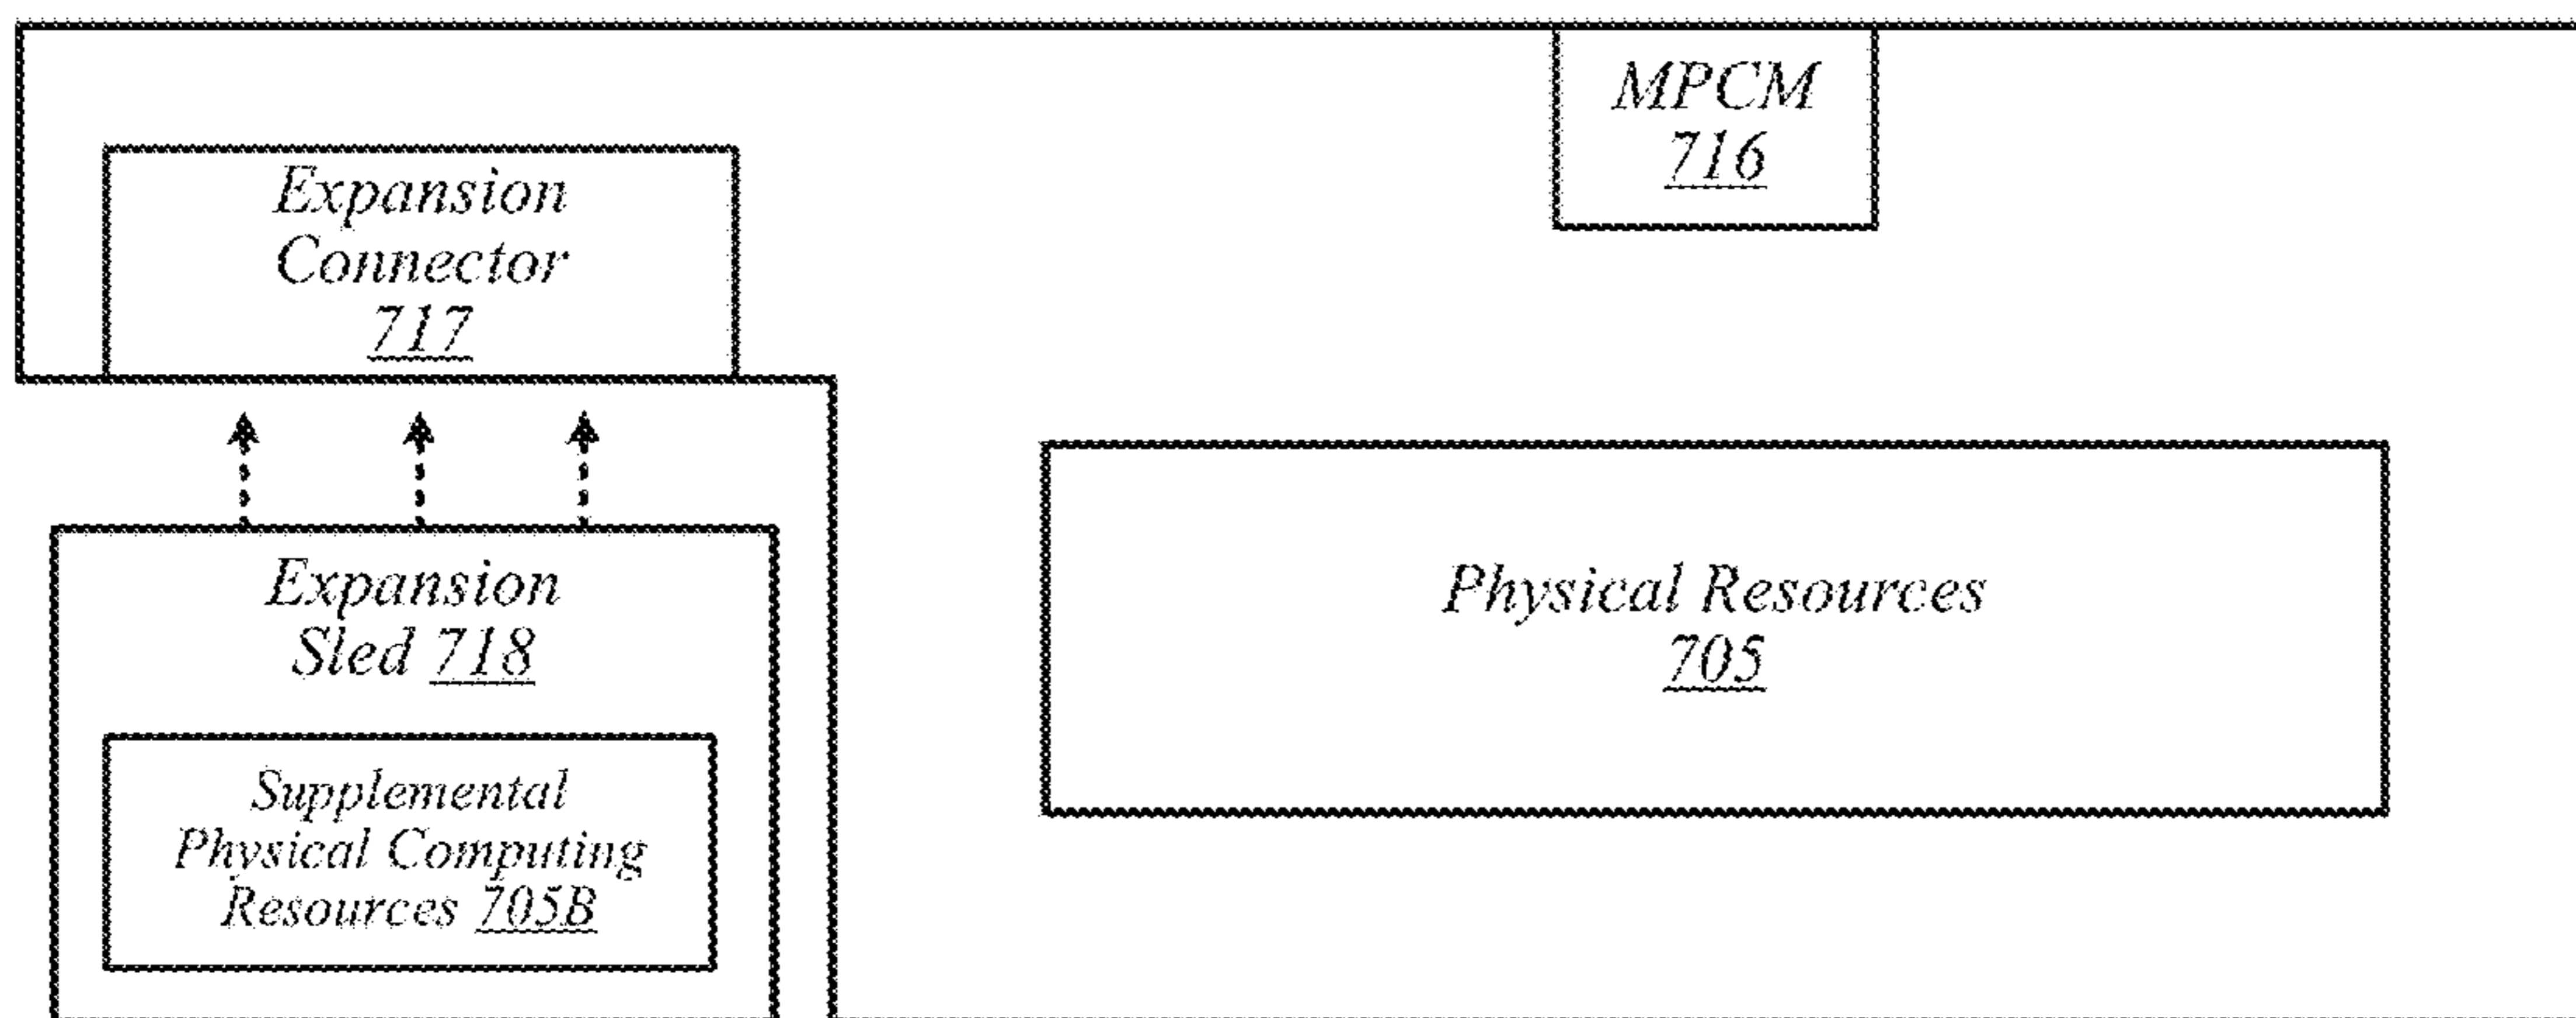 MPCM
716
Expansion
Connector
717
Expansion
Sled 718
Physical Resources
705
Supplemental
Physical Computing
Resources 705B